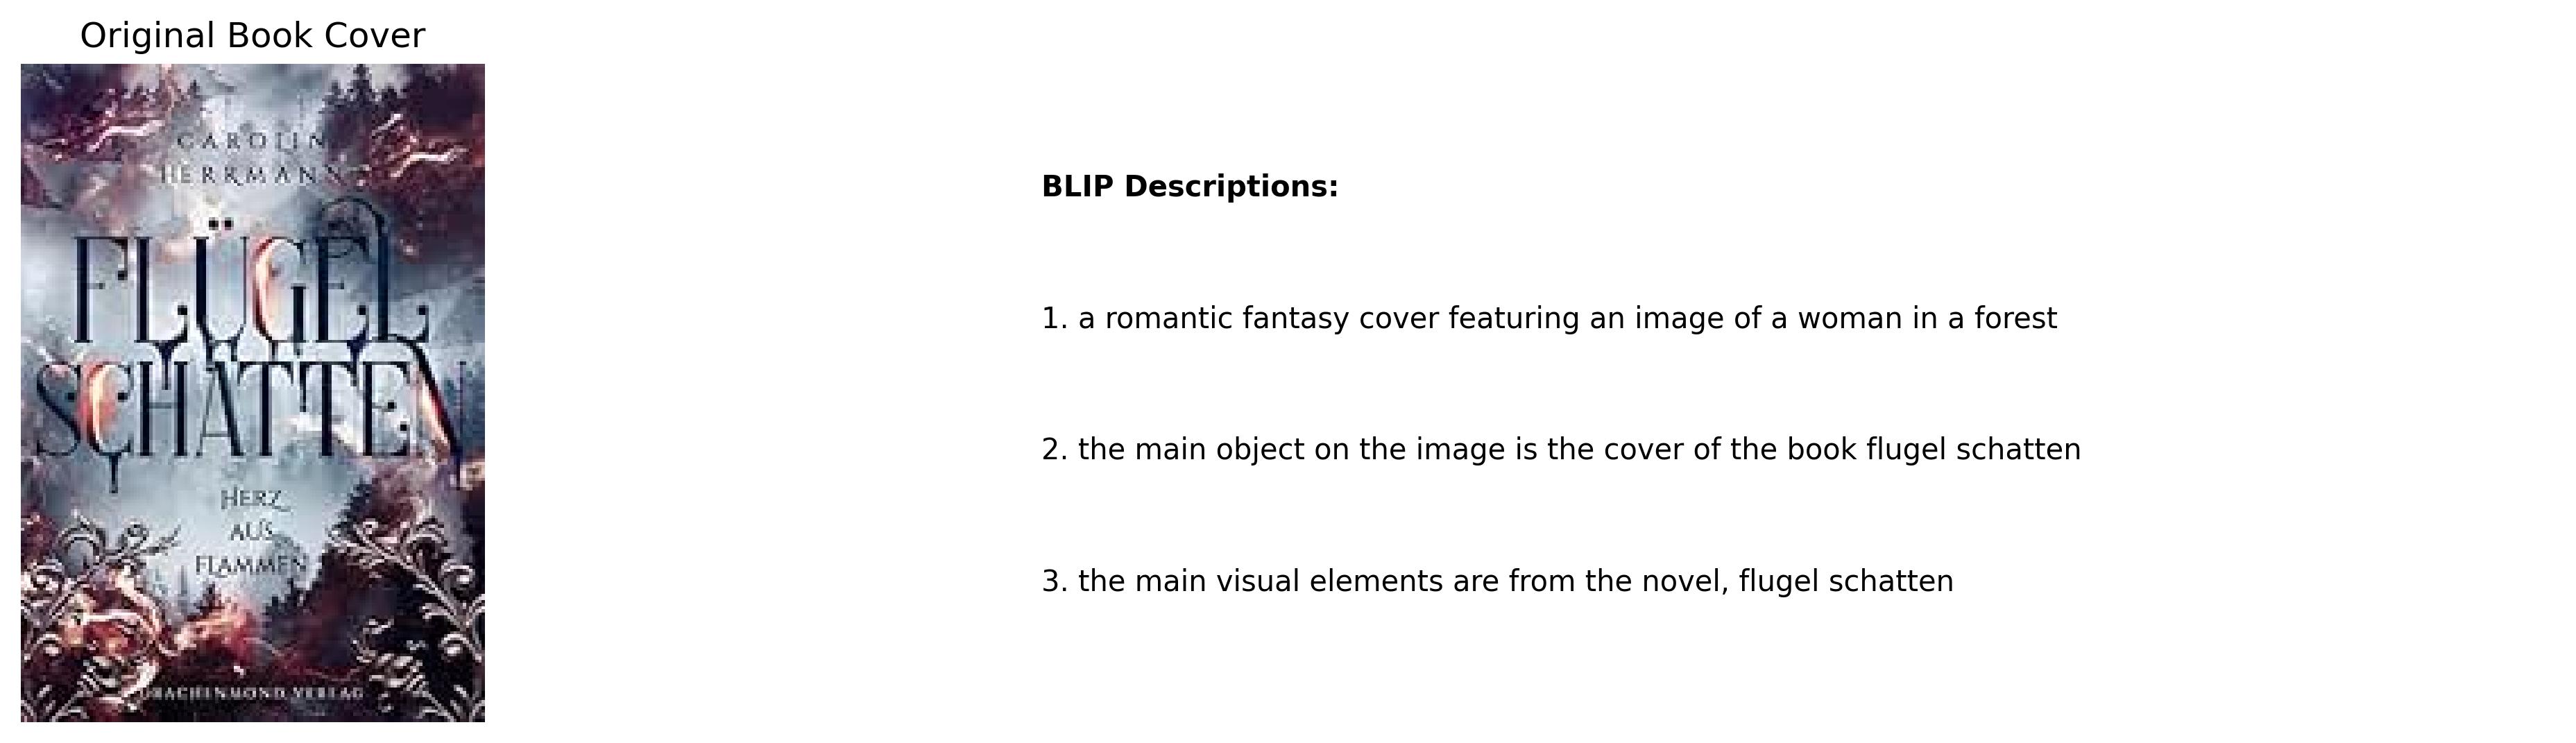 Original Book Cover
CAROLIN
HERRMANN
FLÜGEL
SCHATTEN
HERZ
AUS
FLAMMEN
DRACHENMOND VERLAG
BLIP Descriptions:
1. a romantic fantasy cover featuring an image of a woman in a forest
2. the main object on the image is the cover of the book flugel schatten
3. the main visual elements are from the novel, flugel schatten